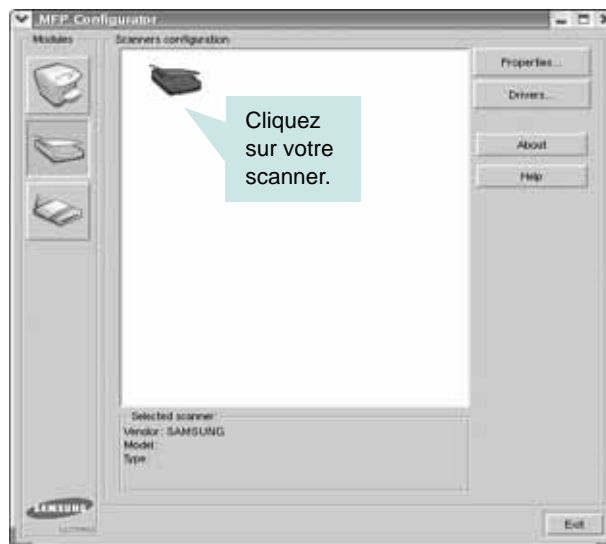 MFP Configurator
Modules
Scanners configuration
Properties...
Drivers...
About
Help
Cliquez
sur votre
scanner.
Selected scanner
Vendor: SAMSUNG
Model:
Type:
SAMSUNG
Exit